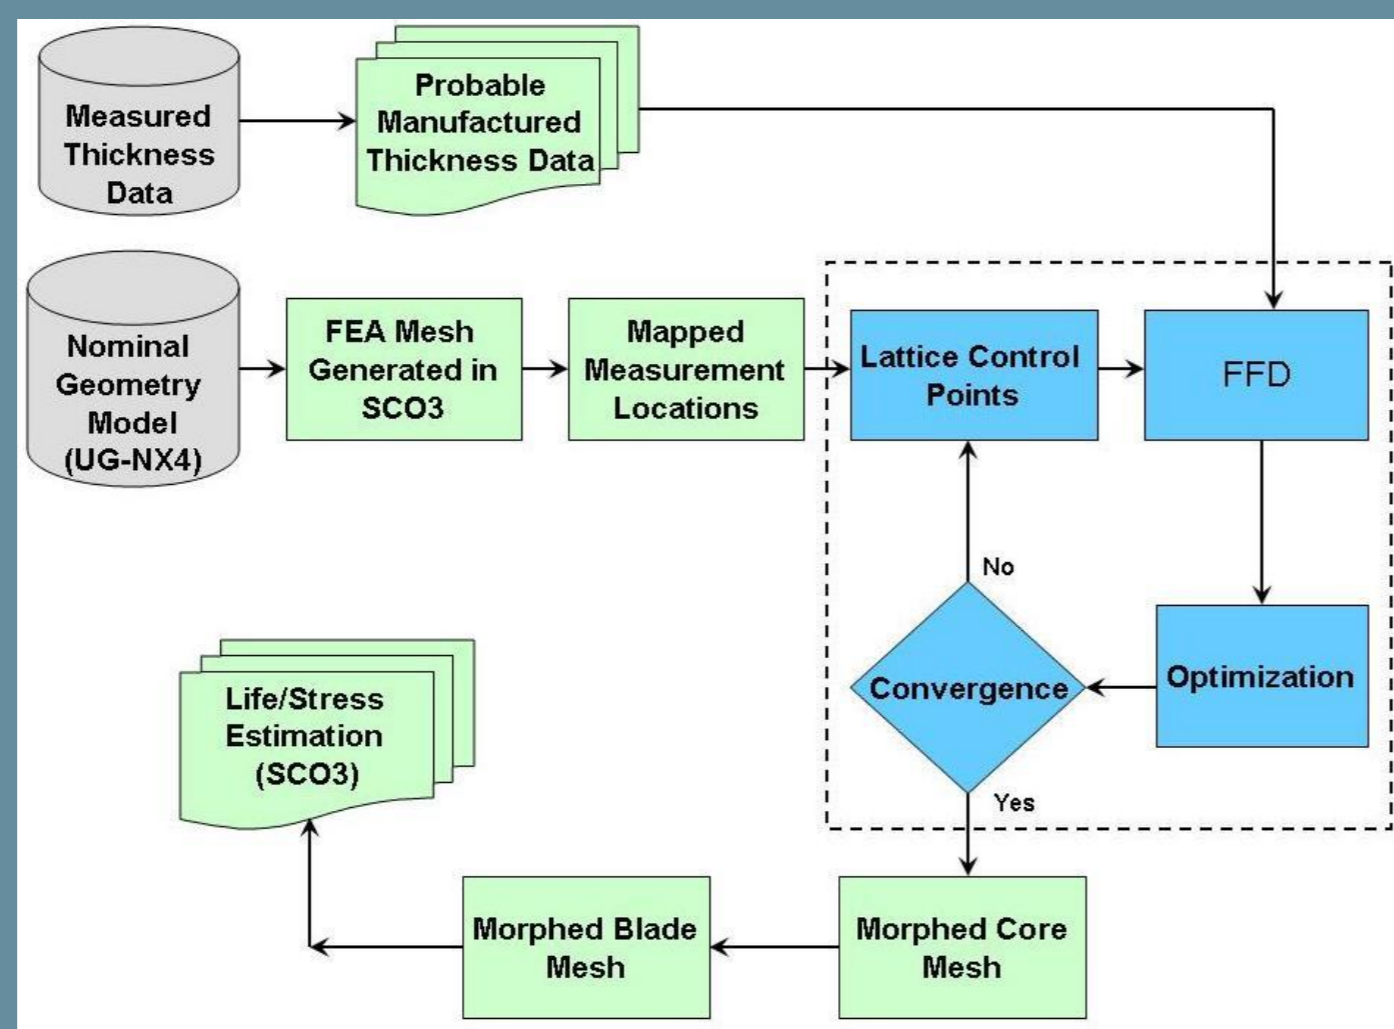 Measured
Thickness
Data
Probable
Manufactured
Thickness Data
Nominal
Geometry
Model
(UG-NX4)
FEA Mesh
Generated in
SCO3
Mapped
Measurement
Locations
Lattice Control
Points
FFD
No
Convergence
Optimization
Yes
Life/Stress
Estimation
(SCO3)
Morphed Blade
Mesh
Morphed Core
Mesh